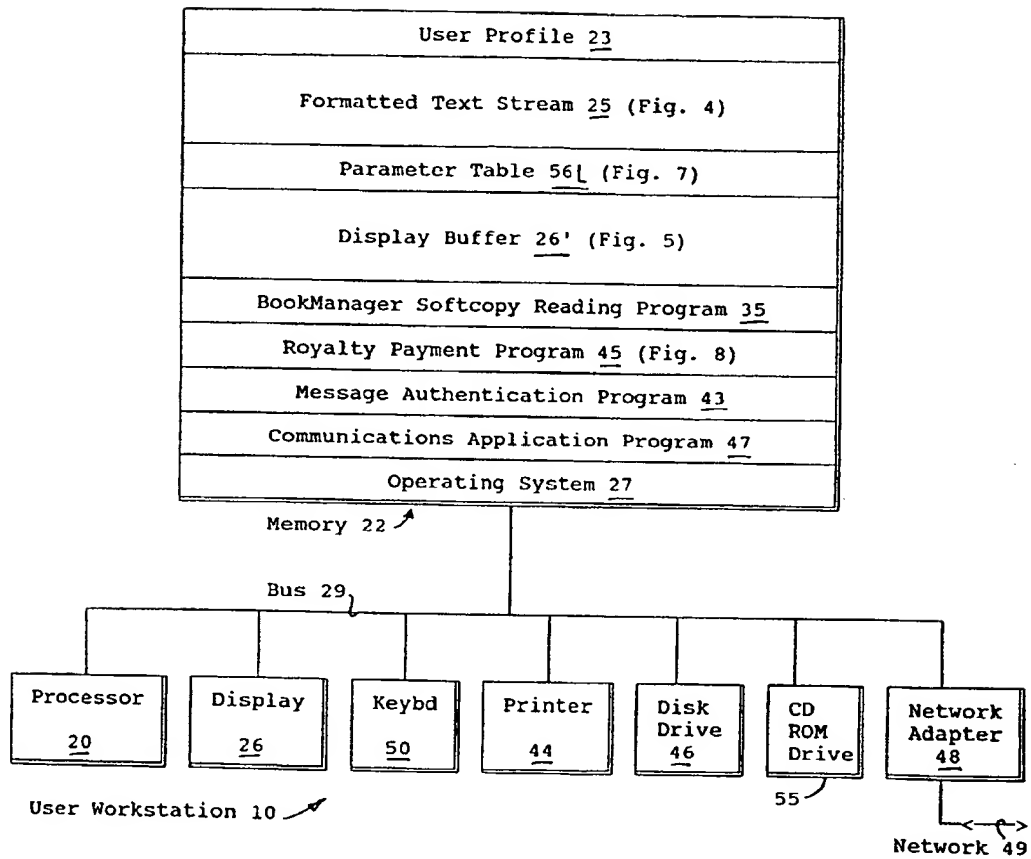 User Profile 23
Formatted Text Stream 25 (Fig. 4)
Parameter Table 56L (Fig. 7)
Display Buffer 26' (Fig. 5)
BookManager Softcopy Reading Program 35
Royalty Payment Program 45 (Fig. 8)
Message Authentication Program 43
Communications Application Program 47
Operating System 27
Memory 22
Bus 29
Processor
20
Display
26
Keybd
50
Printer
44
Disk
Drive
46
CD
ROM
Drive
55
Network
Adapter
48
User Workstation 10
Network 49